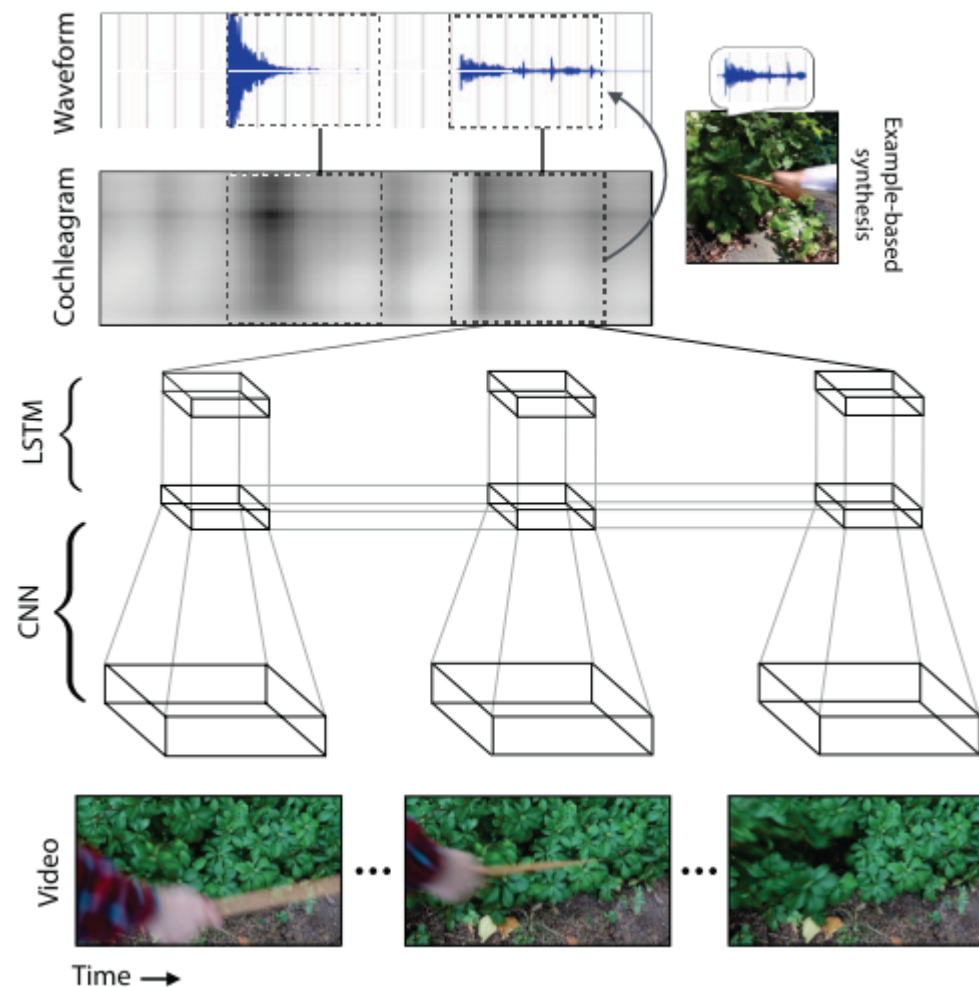 Waveform
Example-based
synthesis
Cochleagram
LSTM
CNN
Video
...
...
Time →